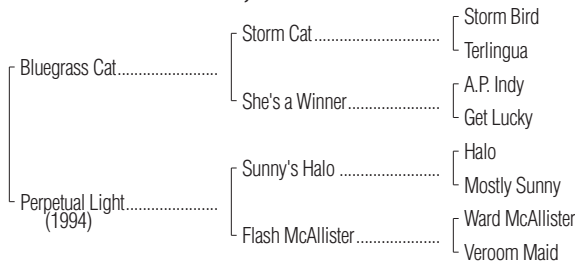 Storm Bird
Storm Cat
Terlingua
Bluegrass Cat
A.P. Indy
She's a Winner
Get Lucky
Halo
Sunny's Halo
Mostly Sunny
Perpetual Light
(1994)
Ward McAllister
Flash McAllister
Veroom Maid